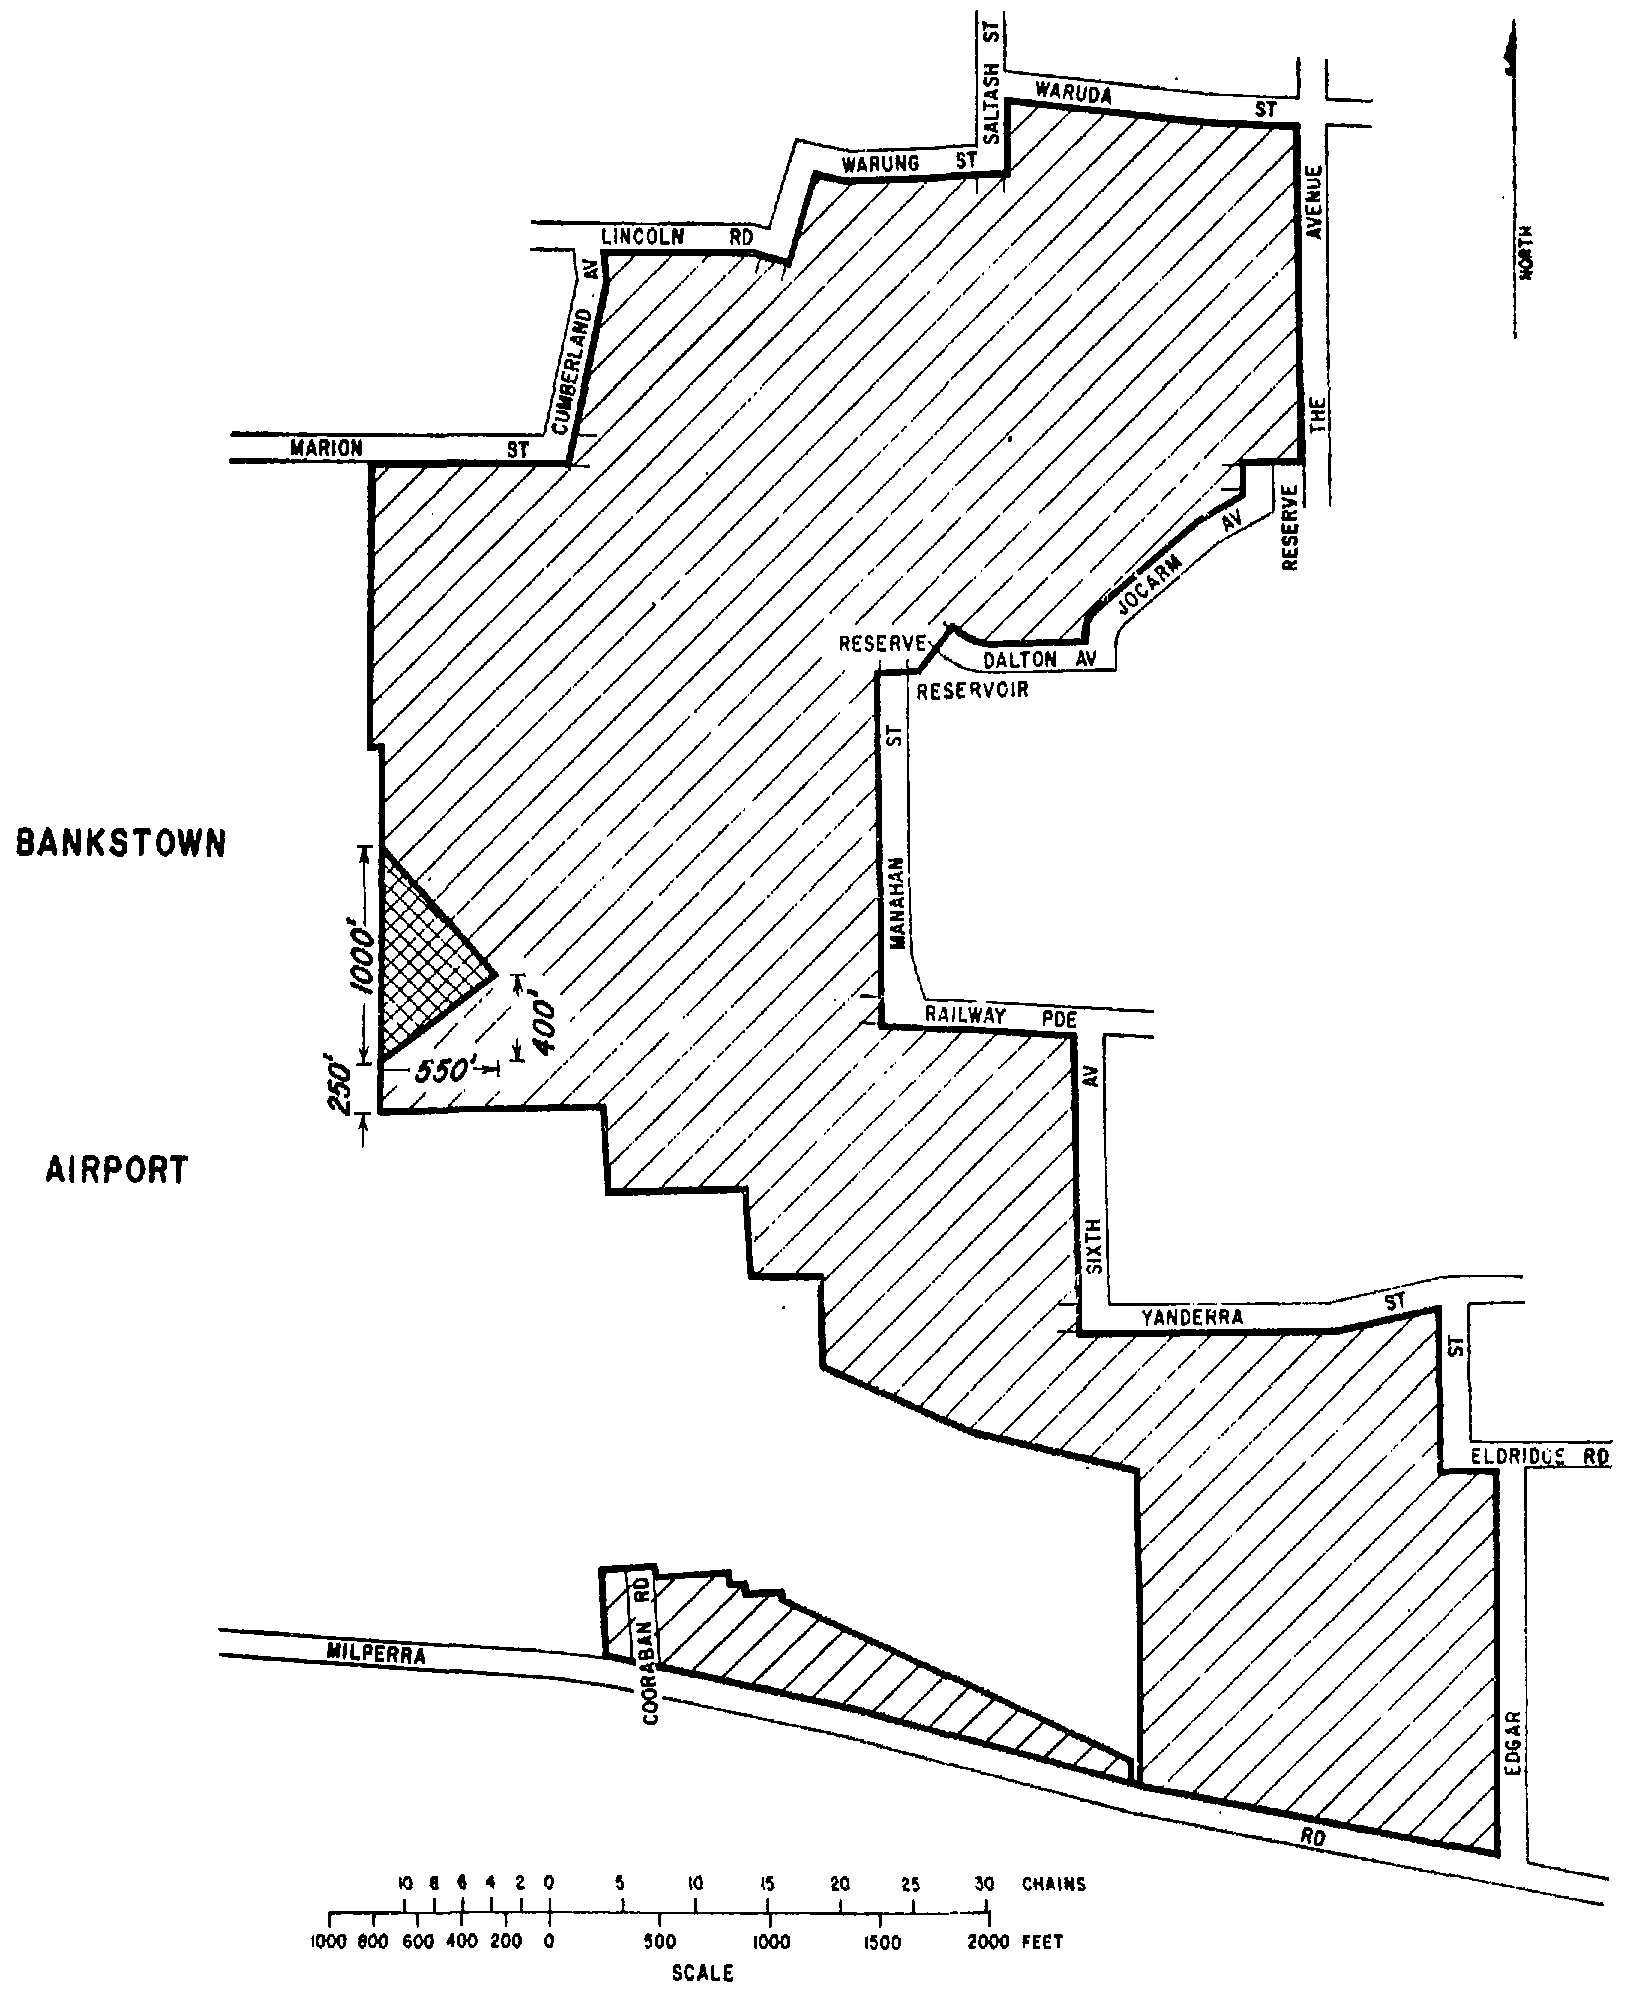 SALTASH ST
WARUDA ST
WARUNG ST
LINCOLN RD
AVENUE
THE
NORTH
CUMBERLAND AV
MARION ST
RESERVE
JOCARM AV
RESERVE
DALTON AV
RESERVOIR
MANAHAN ST
BANKSTOWN
1000'
400'
550'
250'
RAILWAY PDE
AIRPORT
SIXTH AV
YANDERRA ST
ST
ELDRIDGE RD
EDGAR
COORABAN RD
MILPERRA
RD
10 8 6 4 2 0 5 10 15 20 25 30 CHAINS
1000 800 600 400 200 0 500 1000 1500 2000 FEET
SCALE